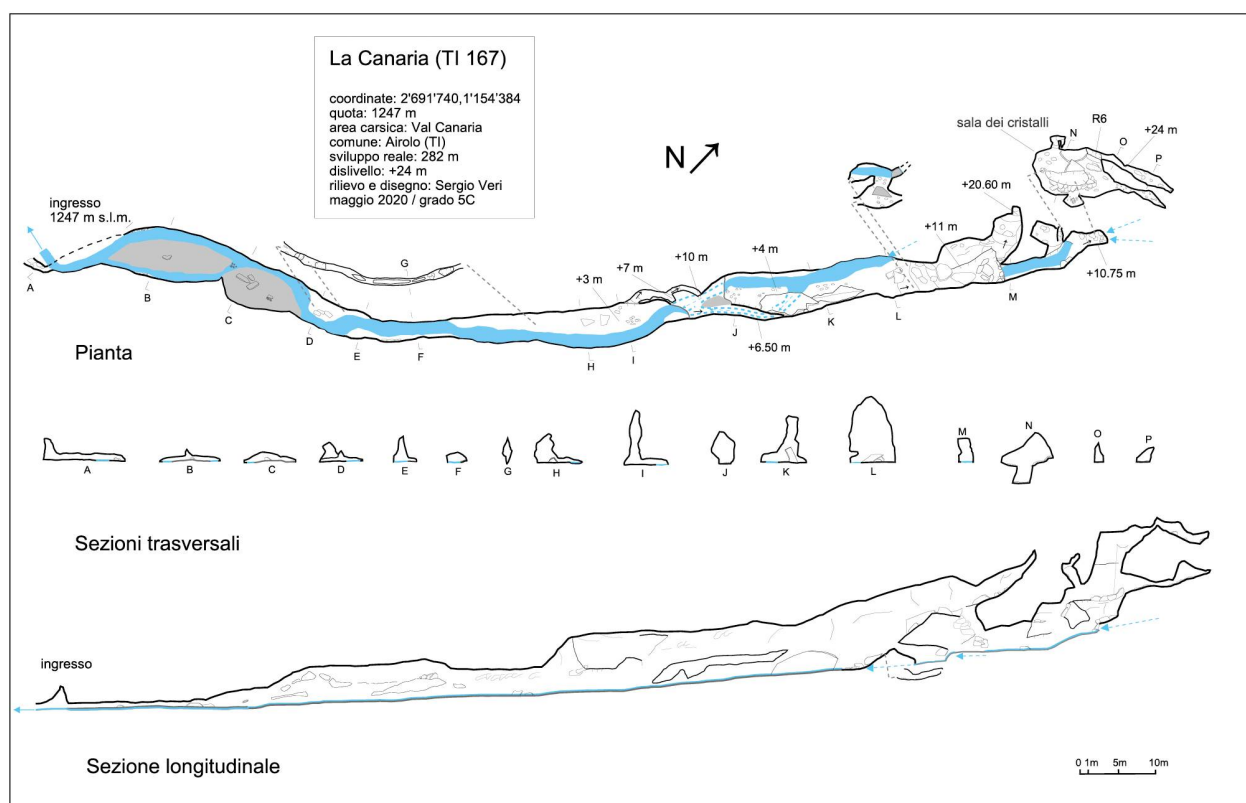 La Canaria (TI 167)
coordinate: 2'691'740,1'154'384
quota: 1247 m
area carsica: Val Canaria
comune: Airolo (TI)
sviluppo reale: 282 m
dislivello: +24 m
rilievo e disegno: Sergio Veri
maggio 2020 / grado 5C
N
ingresso
1247 m s.l.m.
sala dei cristalli
N
R6
O
+24 m
P
+20.60 m
+11 m
+10.75 m
+4 m
+10 m
+7 m
+3 m
+6.50 m
G
A
B
C
D
E
F
H
I
J
K
L
M
Pianta
A
B
C
D
E
F
G
H
I
J
K
L
M
N
O
P
Sezioni trasversali
ingresso
Sezione longitudinale
0 1m 5m 10m